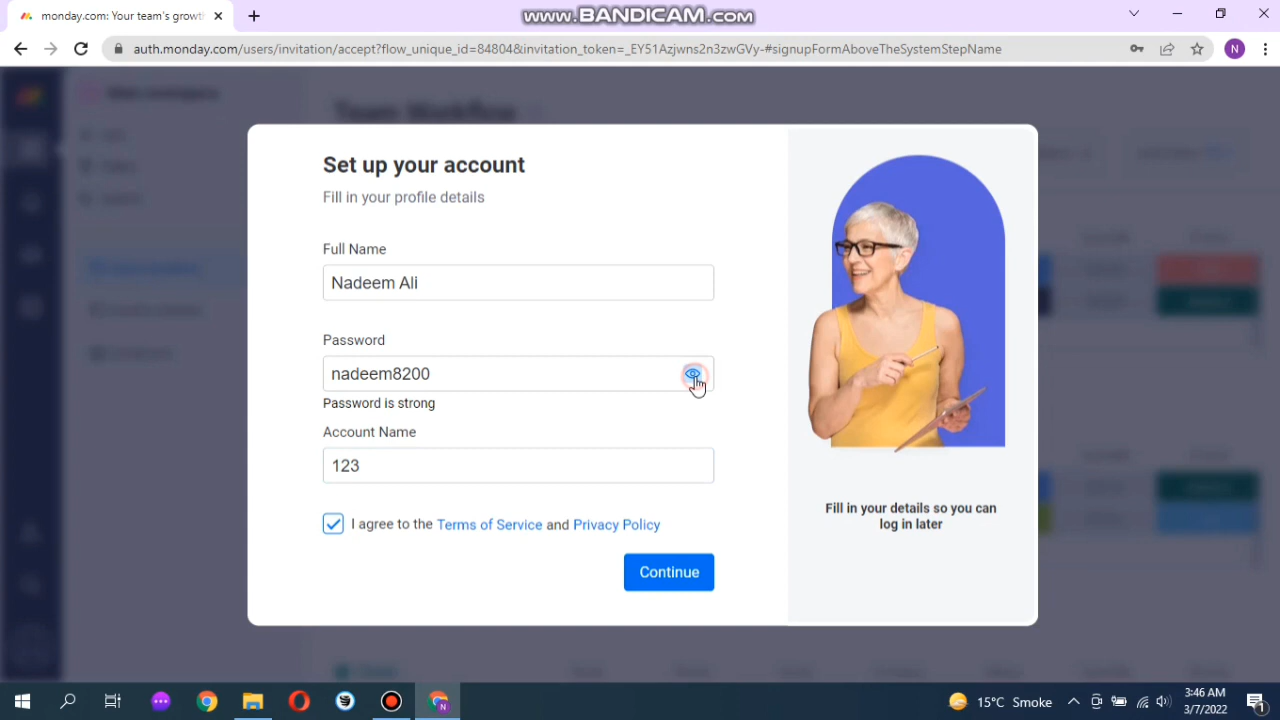 monday.com: Your team's growt
www.BANDICAM.com
auth.monday.com/users/invitation/accept?flow_unique_id=84804&invitation_token=_EY51Azjwns2n3zwGVy-#signupFormAboveTheSystemStepName
N
Team Workflow
Set up your account
Fill in your profile details
Full Name
Nadeem Ali
Password
nadeem8200
Password is strong
Account Name
123
I agree to the Terms of Service and Privacy Policy
Continue
Fill in your details so you can
log in later
N
15°C Smoke
3:46 AM
3/7/2022
1